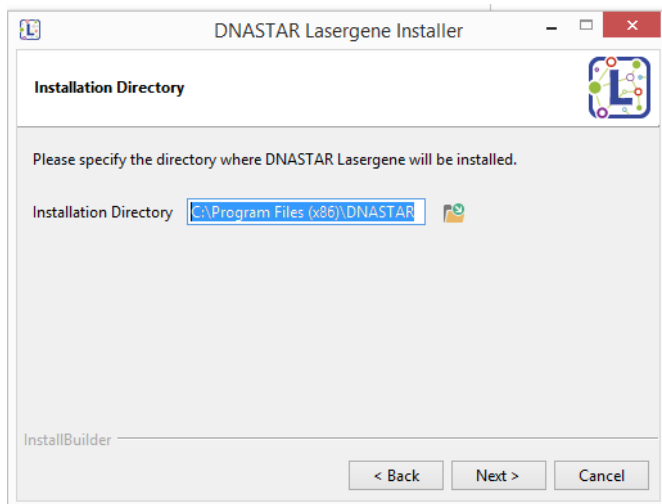 L
DNASTAR Lasergene Installer
Installation Directory
L
Please specify the directory where DNASTAR Lasergene will be installed.
Installation Directory C:\Program Files (x86)\DNASTAR
InstallBuilder
< Back Next > Cancel